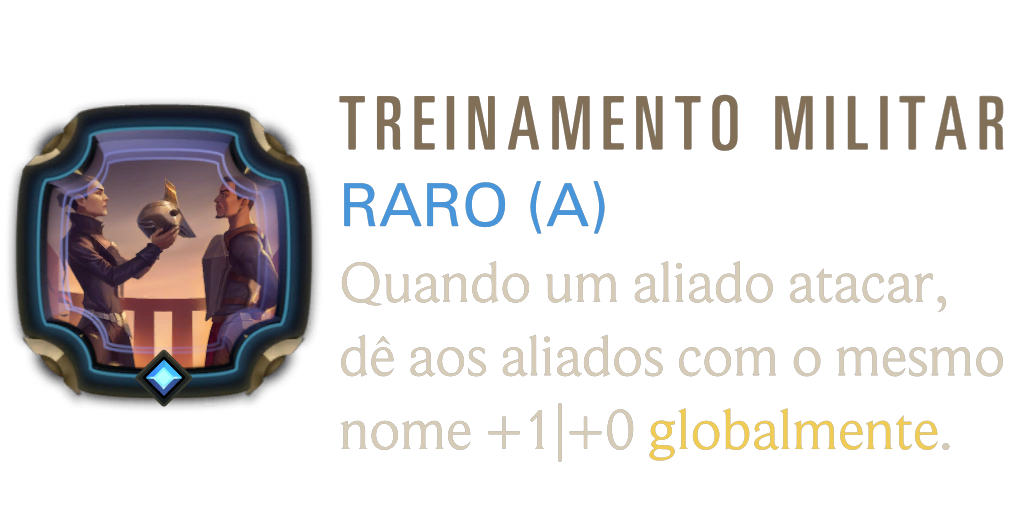 TREINAMENTO MILITAR
RARO (A)
Quando um aliado atacar,
dê aos aliados com o mesmo
nome +1|+0 globalmente.